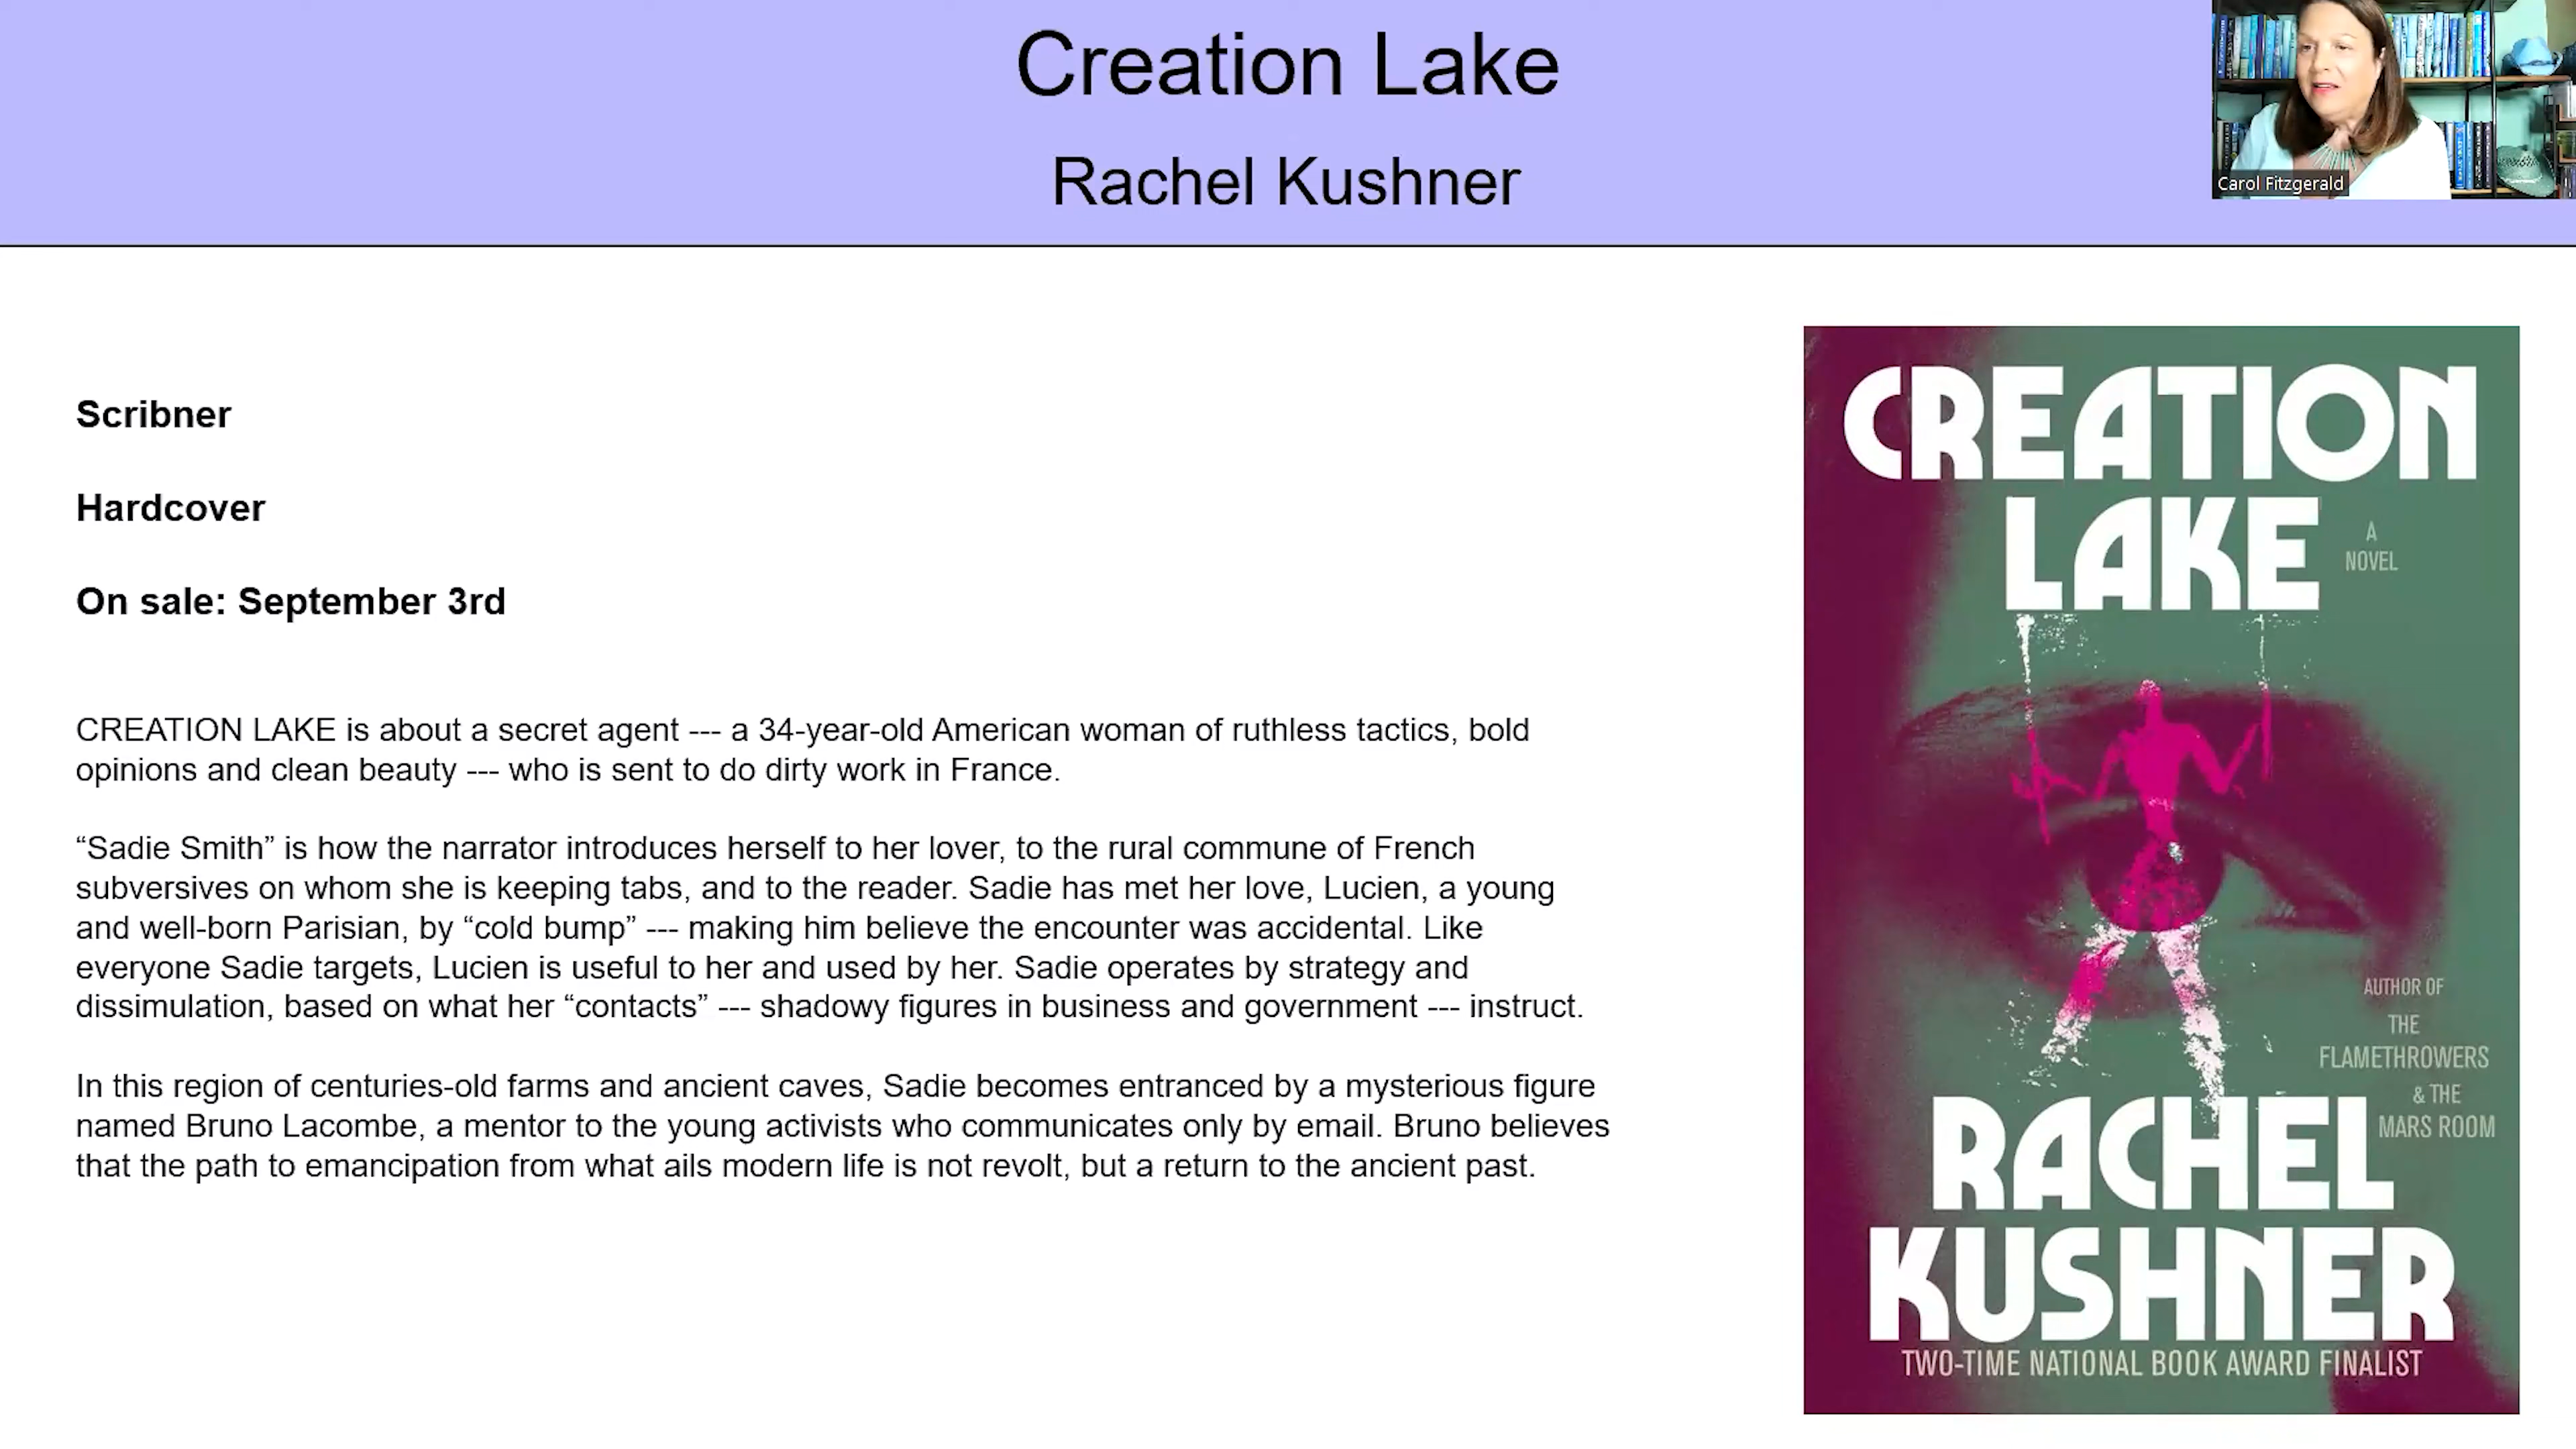 Creation Lake
Rachel Kushner
Carol Fitzgerald
Scribner
Hardcover
On sale: September 3rd
CREATION LAKE is about a secret agent --- a 34-year-old American woman of ruthless tactics, bold
opinions and clean beauty --- who is sent to do dirty work in France.
“Sadie Smith” is how the narrator introduces herself to her lover, to the rural commune of French
subversives on whom she is keeping tabs, and to the reader. Sadie has met her love, Lucien, a young
and well-born Parisian, by “cold bump” --- making him believe the encounter was accidental. Like
everyone Sadie targets, Lucien is useful to her and used by her. Sadie operates by strategy and
dissimulation, based on what her “contacts” --- shadowy figures in business and government --- instruct.
In this region of centuries-old farms and ancient caves, Sadie becomes entranced by a mysterious figure
named Bruno Lacombe, a mentor to the young activists who communicates only by email. Bruno believes
that the path to emancipation from what ails modern life is not revolt, but a return to the ancient past.
CREATION
LAKE
A
NOVEL
AUTHOR OF
THE
FLAMETHROWERS
& THE
MARS ROOM
RACHEL
KUSHNER
TWO-TIME NATIONAL BOOK AWARD FINALIST